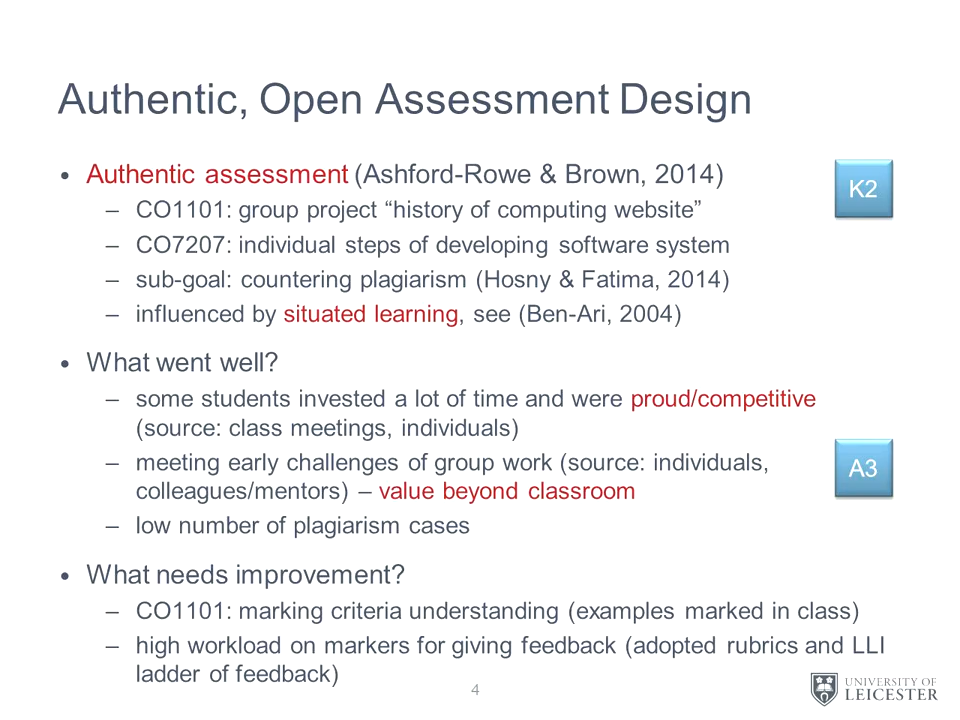 Authentic, Open Assessment Design
• Authentic assessment (Ashford-Rowe & Brown, 2014)
K2
– CO1101: group project “history of computing website”
– CO7207: individual steps of developing software system
– sub-goal: countering plagiarism (Hosny & Fatima, 2014)
– influenced by situated learning, see (Ben-Ari, 2004)
• What went well?
– some students invested a lot of time and were proud/competitive
(source: class meetings, individuals)
– meeting early challenges of group work (source: individuals,
colleagues/mentors) – value beyond classroom
A3
– low number of plagiarism cases
• What needs improvement?
– CO1101: marking criteria understanding (examples marked in class)
– high workload on markers for giving feedback (adopted rubrics and LLI
ladder of feedback)
4
UNIVERSITY OF
LEICESTER